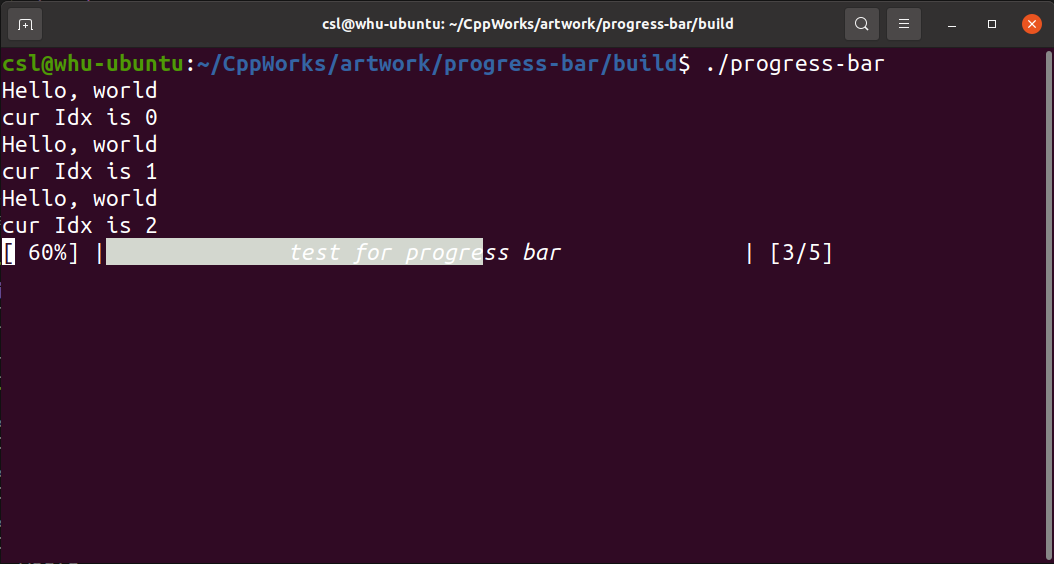 csl@whu-ubuntu: ~/CppWorks/artwork/progress-bar/build
csl@whu-ubuntu:~/CppWorks/artwork/progress-bar/build$ ./progress-bar
Hello, world
cur Idx is 0
Hello, world
cur Idx is 1
Hello, world
cur Idx is 2
[ 60%] | test for progress bar | [3/5]